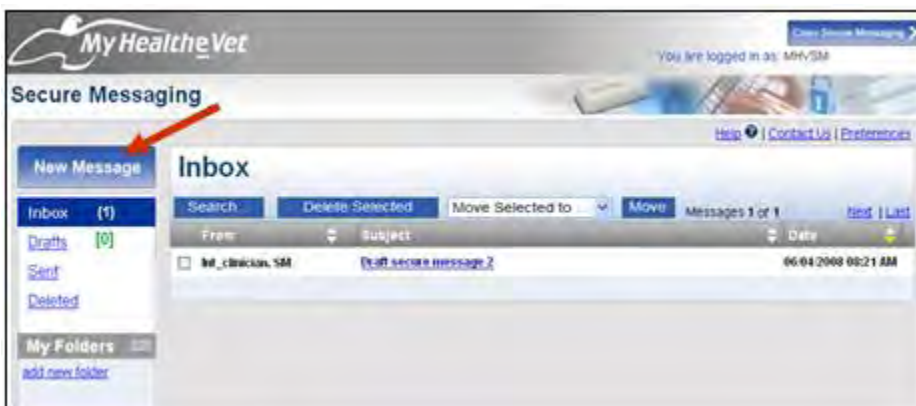 My HealtheVet
Close Secure Messaging
You are logged in as: MHVSM
Secure Messaging
Help | Contact Us | Preferences
New Message
Inbox
Search Delete Selected Move Selected to Move Messages 1 of 1 Next | Last
Inbox (1)
Drafts [0]
Sent
Deleted
From Subject Date
Int_clinician, SM Draft secure message 2 06/04/2008 08:21 AM
My Folders
add new folder